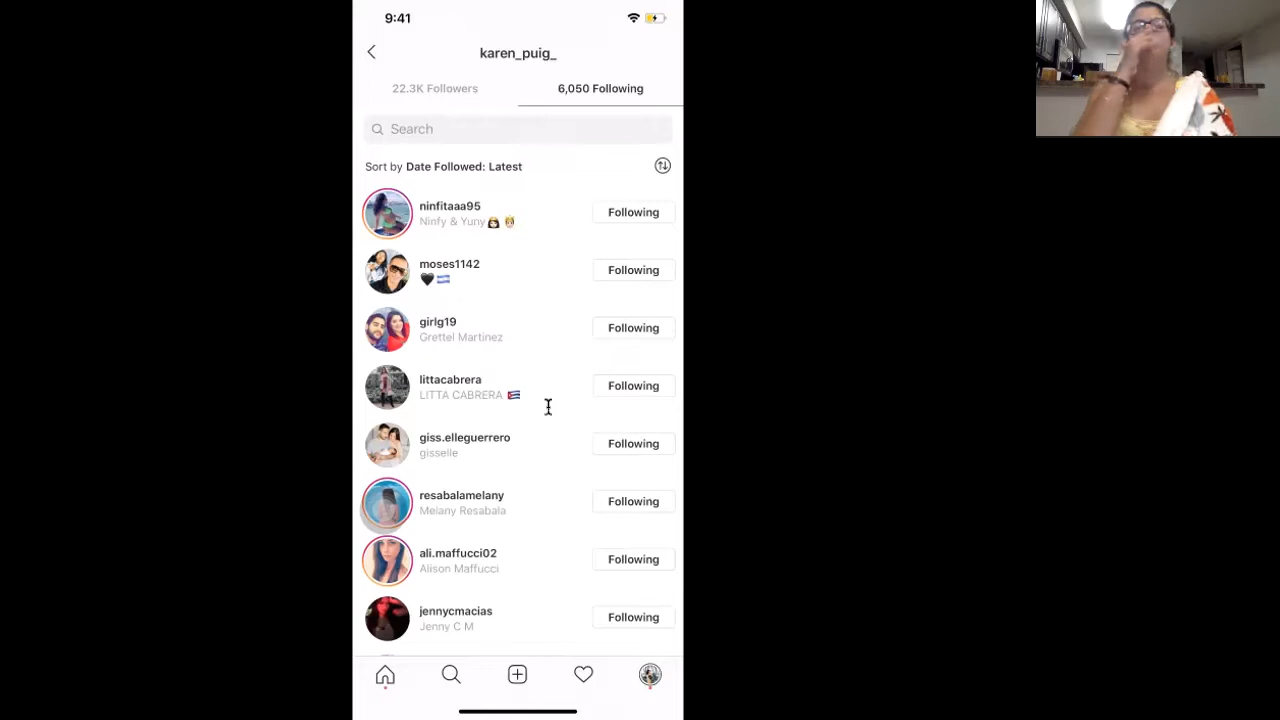 9:41
karen_puig_
22.3K Followers
6,050 Following
Search
Sort by Date Followed: Latest
ninfitaaa95
Ninfy & Yuny
Following
moses1142
Following
girlg19
Grettel Martinez
Following
littacabrera
LITTA CABRERA
Following
giss.elleguerrero
gisselle
Following
resabalamelany
Melany Resabala
Following
ali.maffucci02
Alison Maffucci
Following
jennycmacias
Jenny C M
Following